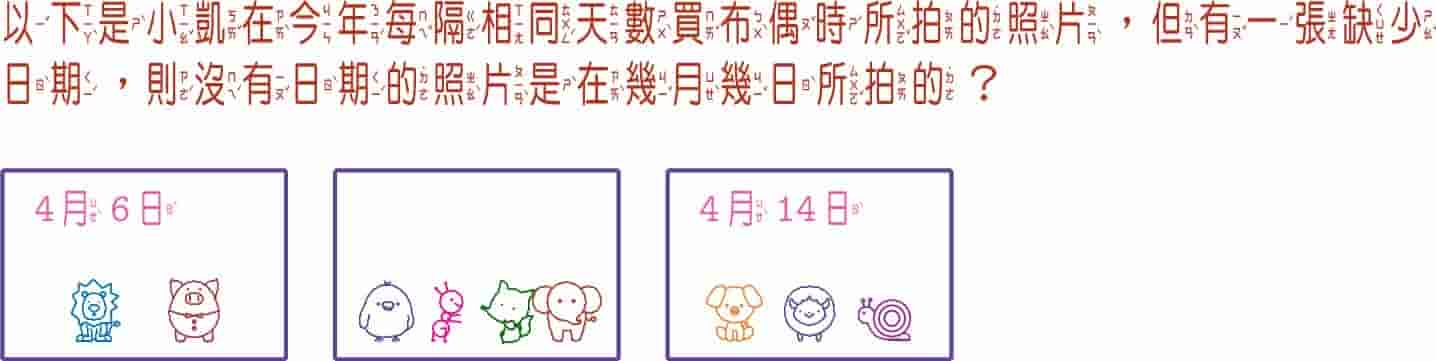 以下是小凱在今年每隔相同天數買布偶時所拍的照片，但有一張缺少
日期，則沒有日期的照片是在幾月幾日所拍的？
4月6日
4月14日